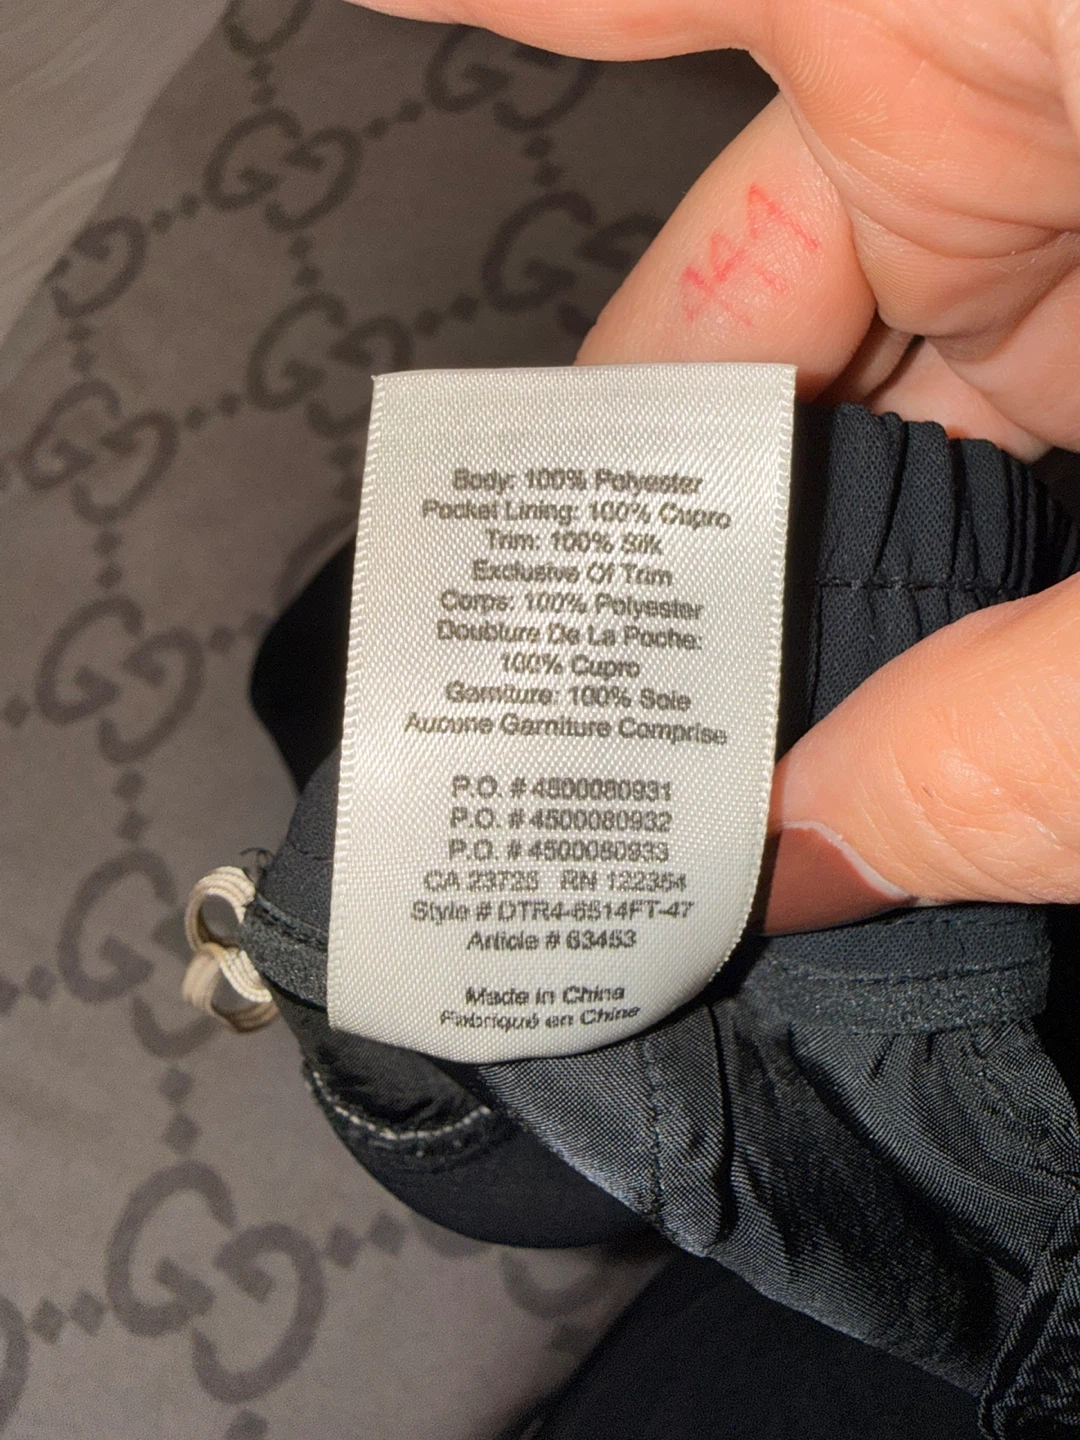 147
Body: 100% Polyester
Pocket Lining: 100% Cupro
Trim: 100% Silk
Exclusive Of Trim
Corps: 100% Polyester
Doublure De La Poche:
100% Cupro
Garniture: 100% Soie
Aucune Garniture Comprise
P.O. # 4500080931
P.O. # 4500080932
P.O. # 4500080933
CA 23725 RN 122354
Style # DTR4-6514FT-47
Article # 63453
Made in China
Fabriqué en Chine